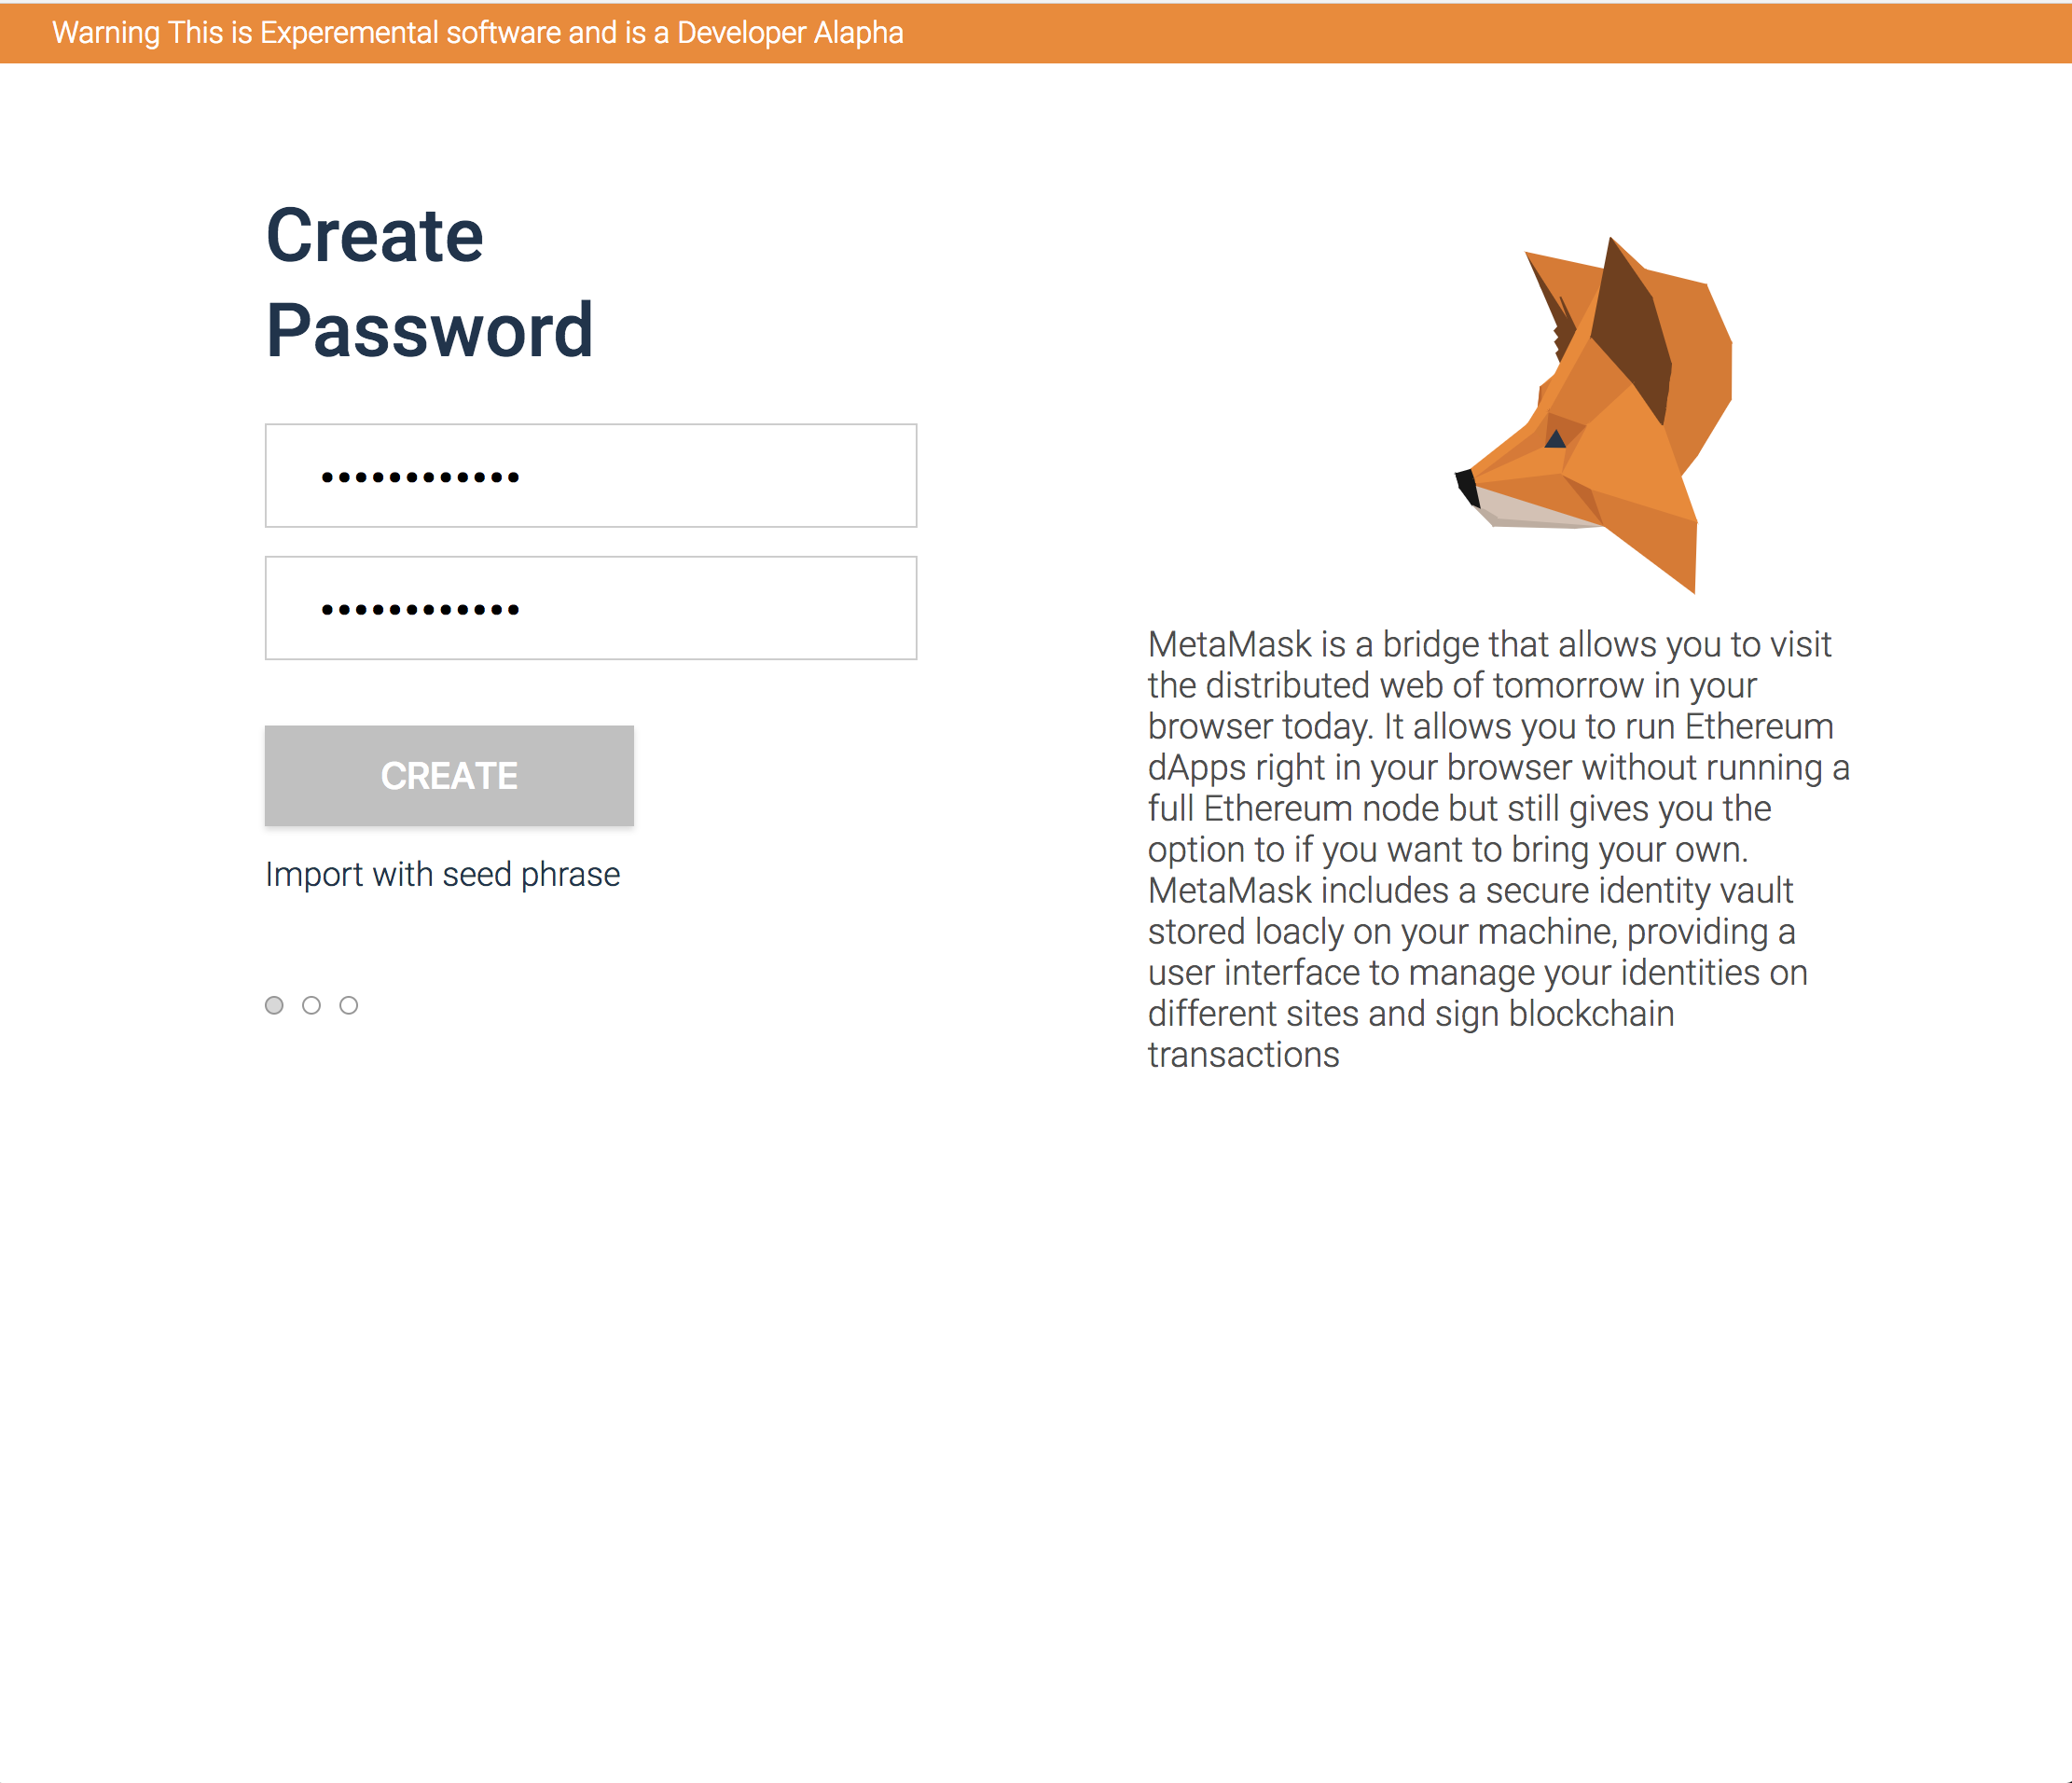 Warning This is Experemental software and is a Developer Alapha
Create
Password
••••••••••••
••••••••••••
CREATE
Import with seed phrase
MetaMask is a bridge that allows you to visit
the distributed web of tomorrow in your
browser today. It allows you to run Ethereum
dApps right in your browser without running a
full Ethereum node but still gives you the
option to if you want to bring your own.
MetaMask includes a secure identity vault
stored loacly on your machine, providing a
user interface to manage your identities on
different sites and sign blockchain
transactions